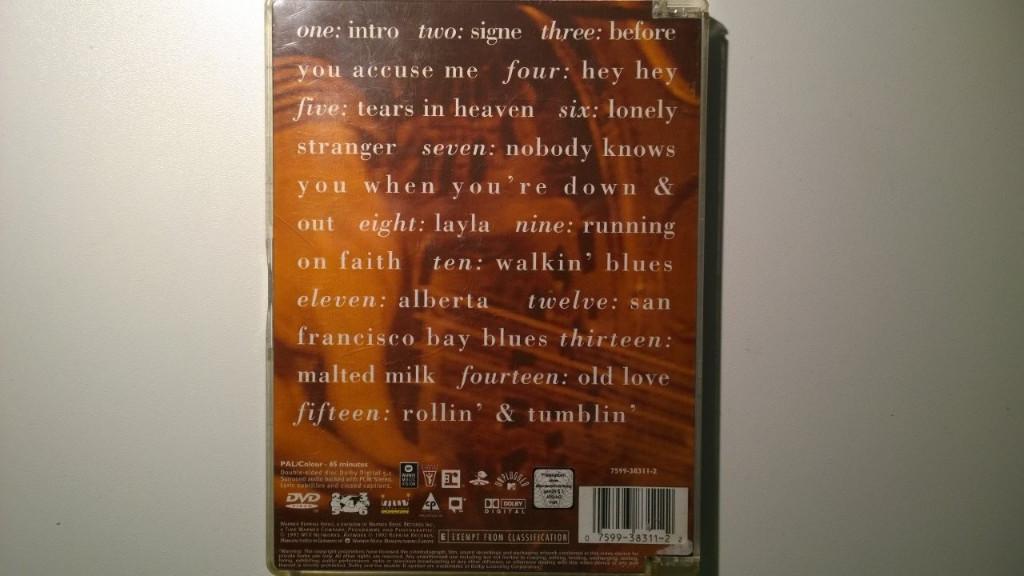 one: intro two: signe three: before
you accuse me four: hey hey
five: tears in heaven six: lonely
stranger seven: nobody knows
you when you're down &
out eight: layla nine: running
on faith ten: walkin' blues
eleven: alberta twelve: san
francisco bay blues thirteen:
malted milk fourteen: old love
fifteen: rollin' & tumblin'
PAL/Colour - 65 minutes
7599-38311-2
UNPLUGGED
DVD
DOLBY
DIGITAL
E EXEMPT FROM CLASSIFICATION
0 7599-38311-2 2